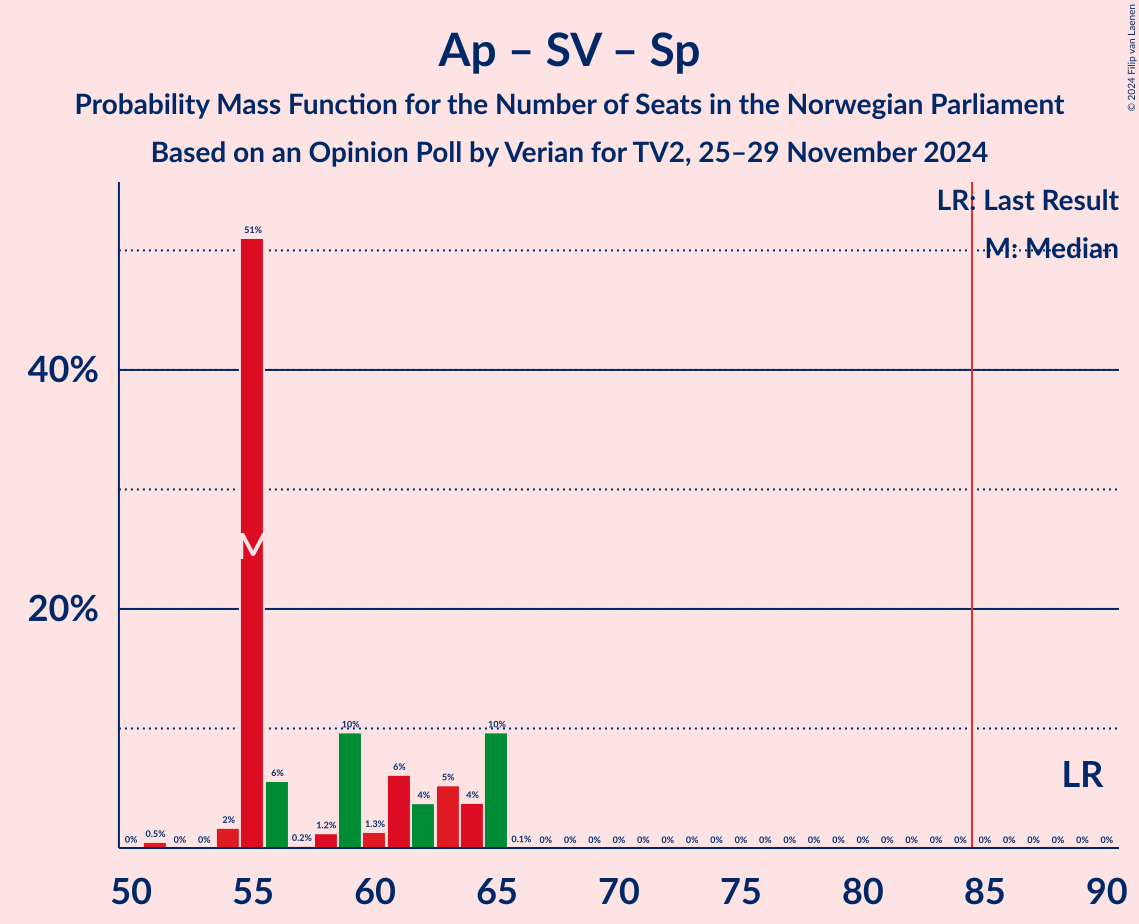 Ap – SV – Sp
Probability Mass Function for the Number of Seats in the Norwegian Parliament
Based on an Opinion Poll by Verian for TV2, 25–29 November 2024
© 2024 Filip van Laenen
LR: Last Result
M: Median
40%
20%
M
LR
0% 0.5% 0% 0% 2% 51% 6% 0.2% 1.2% 10% 1.3% 6% 4% 5% 4% 10% 0.1% 0% 0% 0% 0% 0% 0% 0% 0% 0% 0% 0% 0% 0% 0% 0% 0% 0% 0% 0% 0% 0% 0% 0% 0%
50 55 60 65 70 75 80 85 90